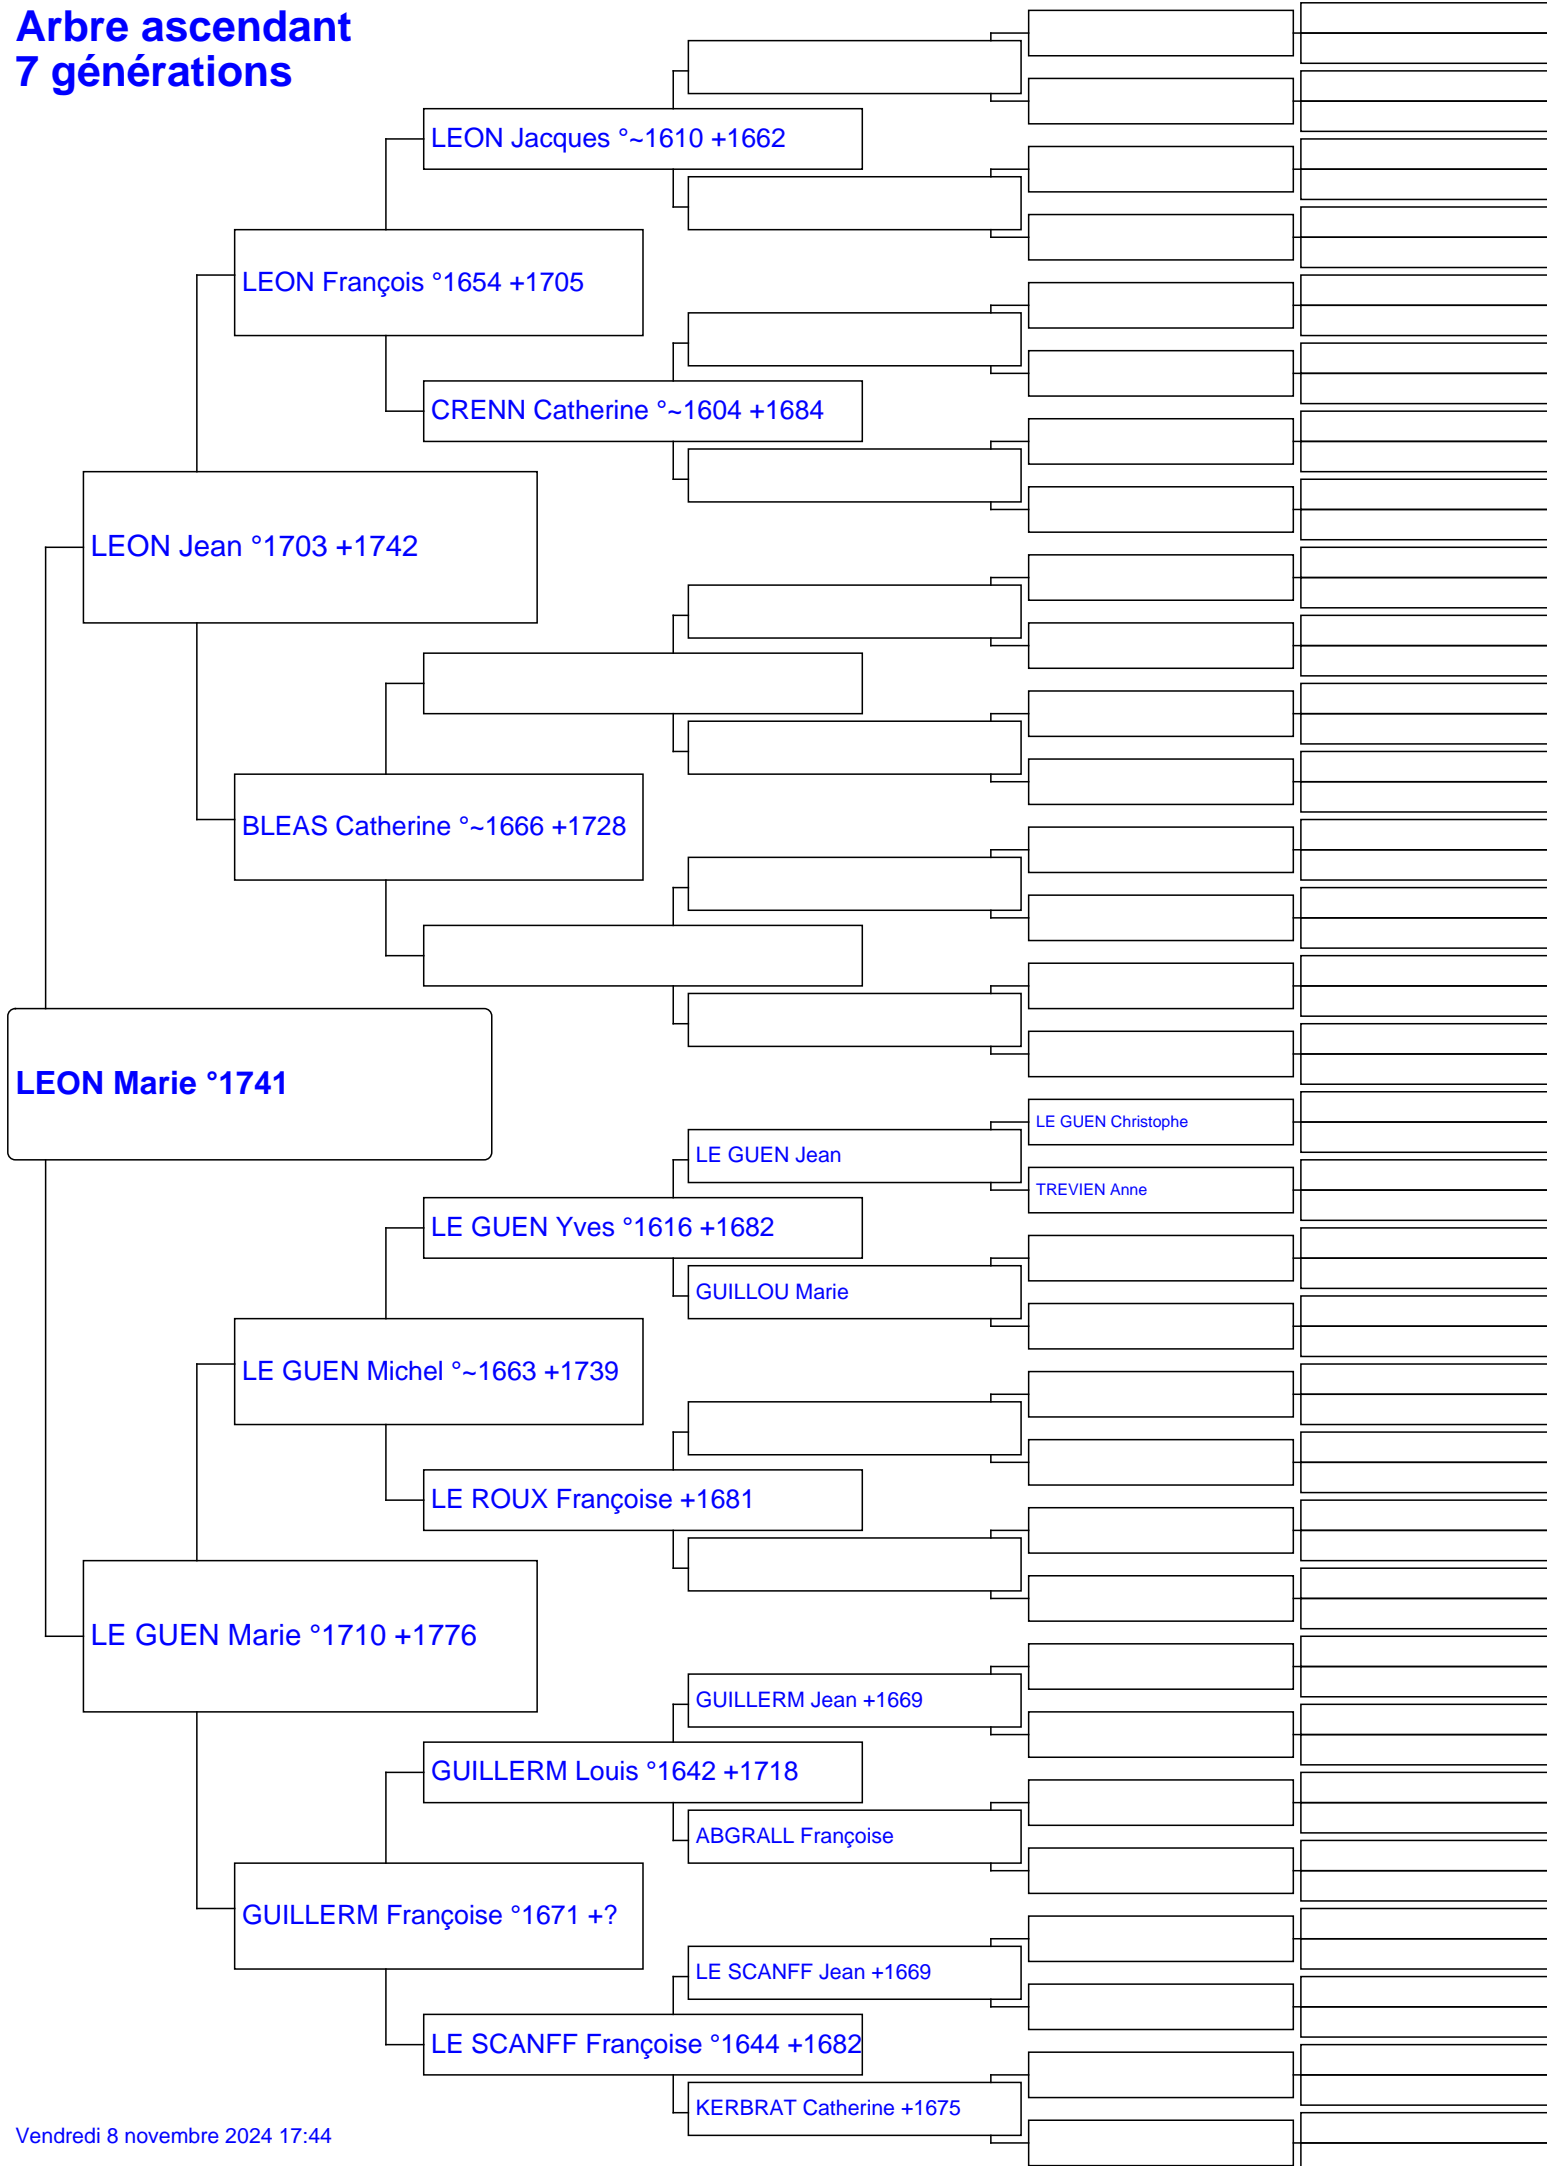 Arbre ascendant
7 générations
LEON Jacques °~1610 +1662
LEON François °1654 +1705
CRENN Catherine °~1604 +1684
LEON Jean °1703 +1742
BLEAS Catherine °~1666 +1728
LEON Marie °1741
LE GUEN Christophe
LE GUEN Jean
TREVIEN Anne
LE GUEN Yves °1616 +1682
GUILLOU Marie
LE GUEN Michel °~1663 +1739
LE ROUX Françoise +1681
LE GUEN Marie °1710 +1776
GUILLERM Jean +1669
GUILLERM Louis °1642 +1718
ABGRALL Françoise
GUILLERM Françoise °1671 +?
LE SCANFF Jean +1669
LE SCANFF Françoise °1644 +1682
KERBRAT Catherine +1675
Vendredi 8 novembre 2024 17:44